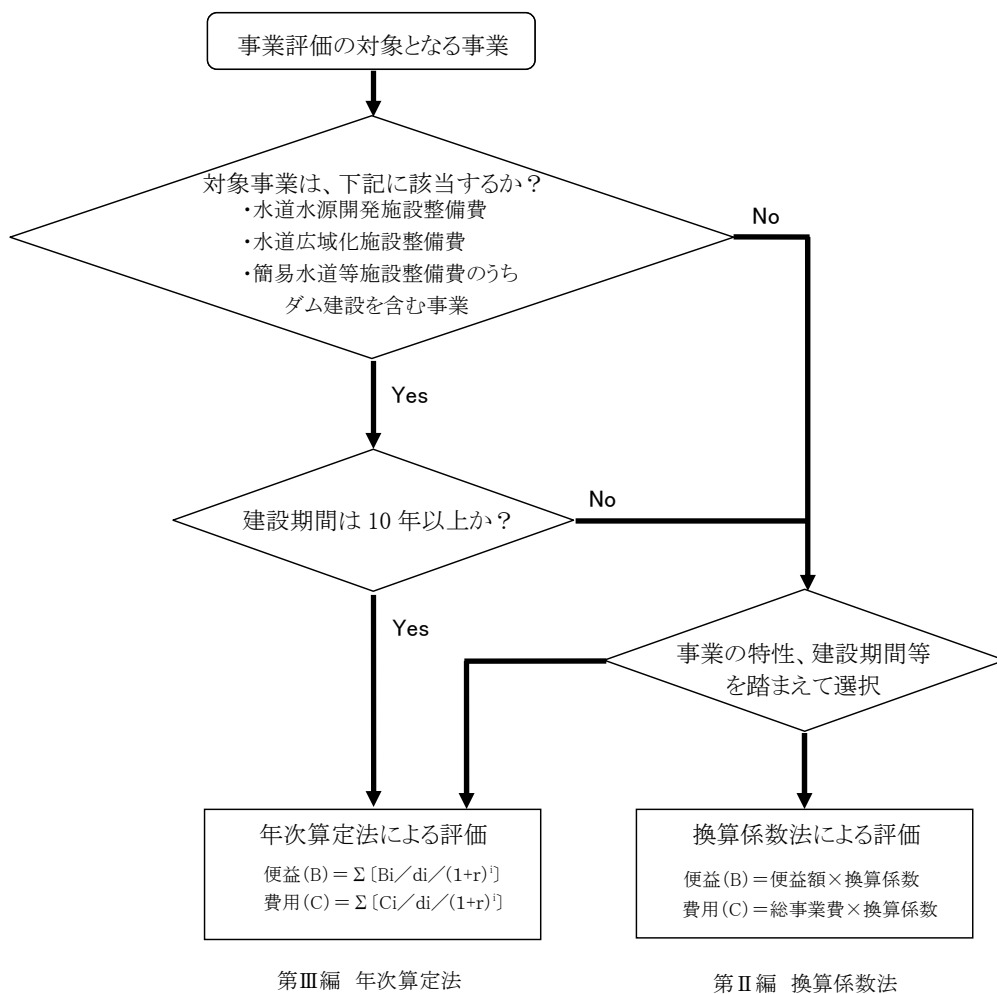 事業評価の対象となる事業
対象事業は、下記に該当するか？
・水道水源開発施設整備費
・水道広域化施設整備費
・簡易水道等施設整備費のうち
ダム建設を含む事業
No
Yes
建設期間は 10 年以上か？
No
Yes
事業の特性、建設期間等
を踏まえて選択
年次算定法による評価
便益(B)＝Σ〔Bi／di／(1+r)ⁱ〕
費用(C)＝Σ〔Ci／di／(1+r)ⁱ〕
換算係数法による評価
便益(B)＝便益額×換算係数
費用(C)＝総事業費×換算係数
第Ⅲ編 年次算定法
第Ⅱ編 換算係数法